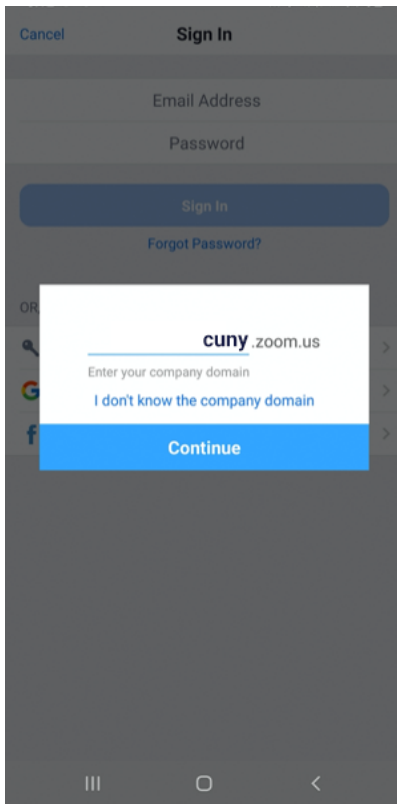 Cancel Sign In
Email Address
Password
Sign In
Forgot Password?
OR
cuny.zoom.us
Enter your company domain
I don't know the company domain
Continue